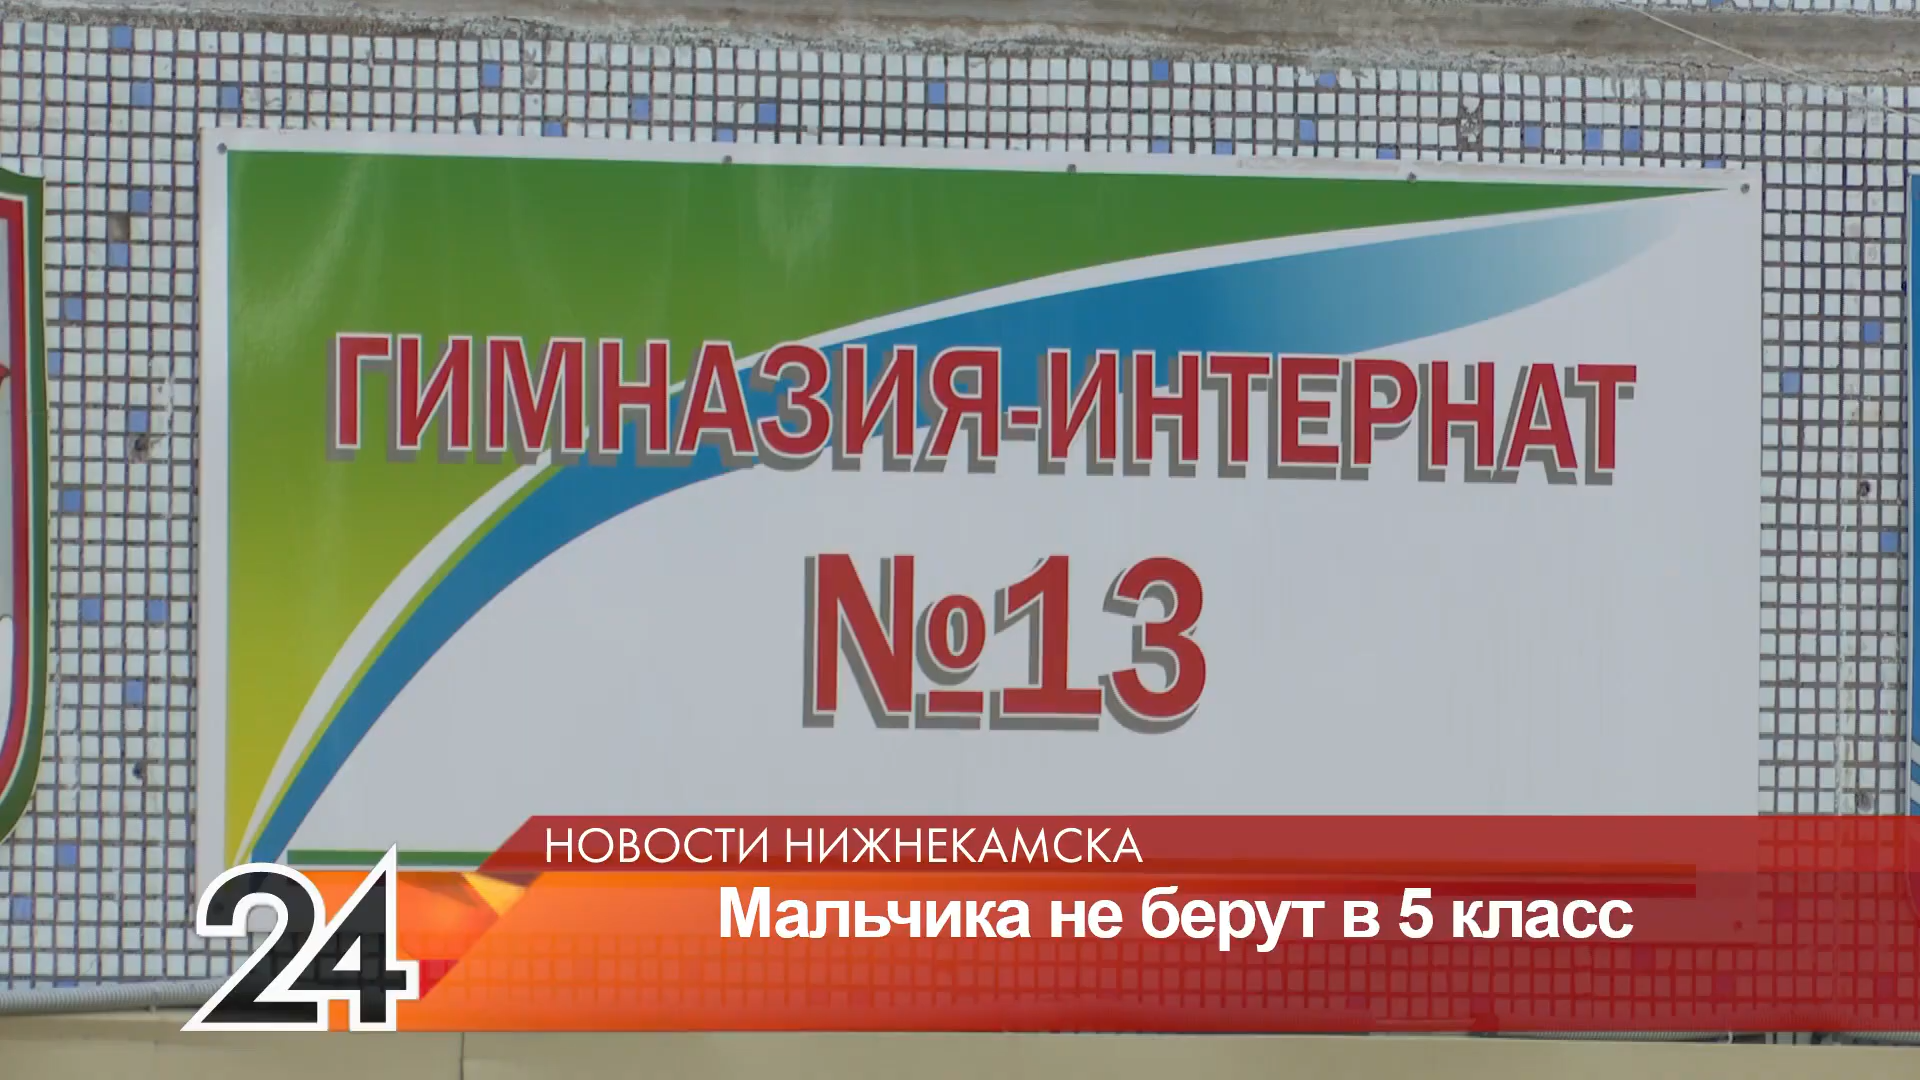 ГИМНАЗИЯ-ИНТЕРНАТ
№13
НОВОСТИ НИЖНЕКАМСКА
24
Мальчика не берут в 5 класс